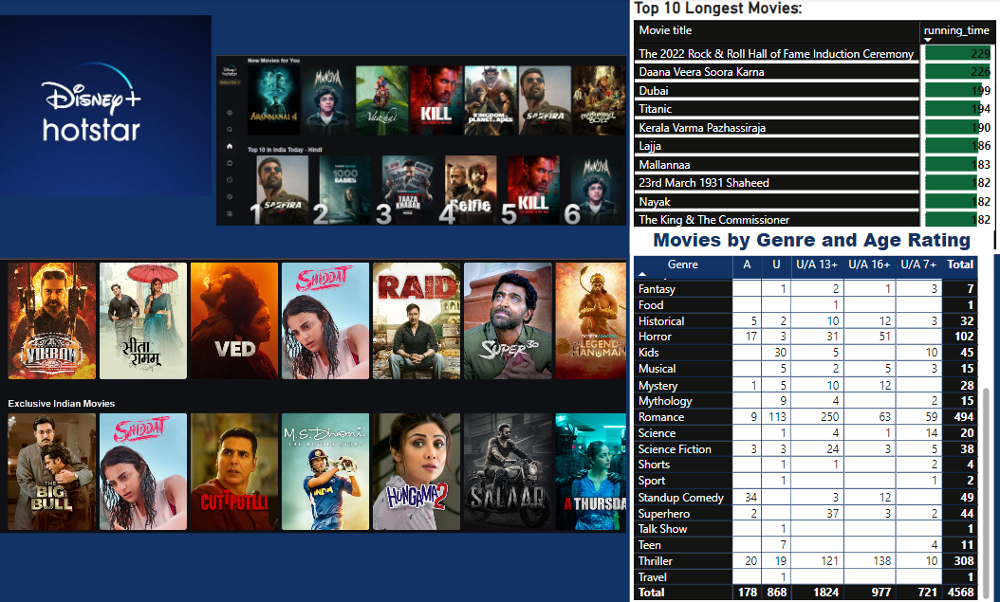 Disney+
hotstar
New Movies for You
ARANMANAI 4
MUNJYA
Vaazhai
KILL
KINGDOM
PLANET OF THE APES
SARFIRA
MANJUMMEL BOYS
Top 10 in India Today - Hindi
1
SARFIRA
2
1000
BABIES
3
TAAZA
KHABAR
4
Selfie
5
KILL
6
MUNJYA
VIKRAM
सीता
रामम्
VED
SHIDDAT
RAID
SUPER 30
LEGEND
HANUMAN
Exclusive Indian Movies
THE
BIG
BULL
SHIDDAT
CUTTPUTLLI
M.S.Dhoni
HUNGAMA 2
SALAAR
A THURSDA
Top 10 Longest Movies:
Movie title running_time
The 2022 Rock & Roll Hall of Fame Induction Ceremony 229
Daana Veera Soora Karna 226
Dubai 199
Titanic 194
Kerala Varma Pazhassiraja 190
Lajja 186
Mallannaa 183
23rd March 1931 Shaheed 182
Nayak 182
The King & The Commissioner 182
Movies by Genre and Age Rating
Genre A U U/A 13+ U/A 16+ U/A 7+ Total
Fantasy 1 2 1 3 7
Food 1 1
Historical 5 2 10 12 3 32
Horror 17 3 31 51 102
Kids 30 5 10 45
Musical 5 2 5 3 15
Mystery 1 5 10 12 28
Mythology 9 4 2 15
Romance 9 113 250 63 59 494
Science 1 4 1 14 20
Science Fiction 3 3 24 3 5 38
Shorts 1 1 2 4
Sport 1 1 2
Standup Comedy 34 3 12 49
Superhero 2 37 3 2 44
Talk Show 1 1
Teen 7 4 11
Thriller 20 19 121 138 10 308
Travel 1 1
Total 178 868 1824 977 721 4568